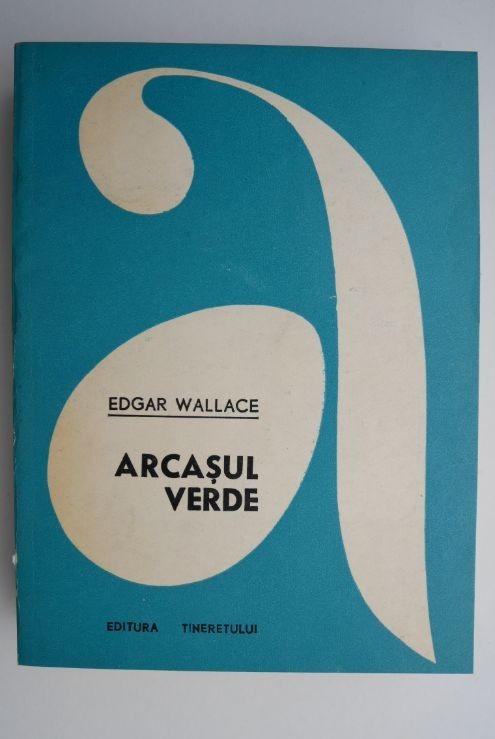 a
EDGAR WALLACE
ARCAȘUL
VERDE
EDITURA TINERETULUI